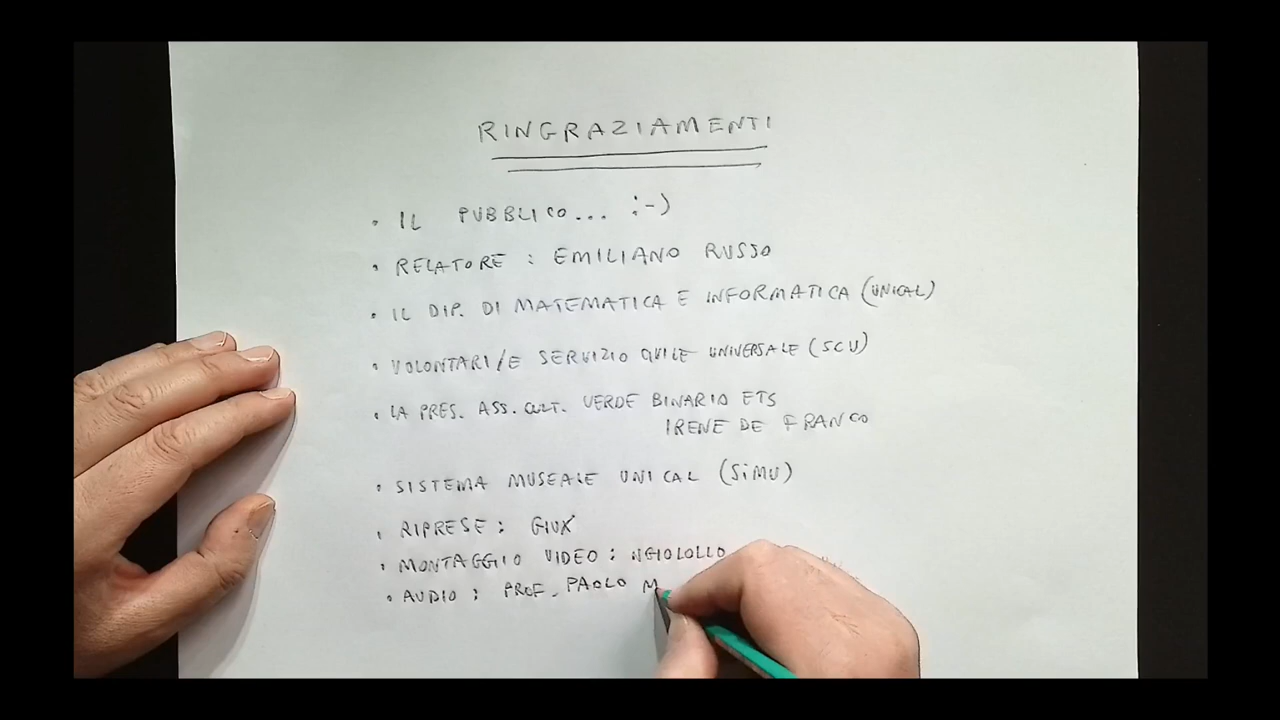 RINGRAZIAMENTI
• IL PUBBLICO... :-)
• RELATORE : EMILIANO RUSSO
• IL DIP. DI MATEMATICA E INFORMATICA (UNICAL)
• VOLONTARI/E SERVIZIO CIVILE UNIVERSALE (SCU)
• LA PRES. ASS. CULT. VERDE BINARIO ETS
IRENE DE FRANCO
• SISTEMA MUSEALE UNICAL (SiMU)
• RIPRESE : GIUX
• MONTAGGIO VIDEO : NGIOLOLLO
• AUDIO : PROF. PAOLO M